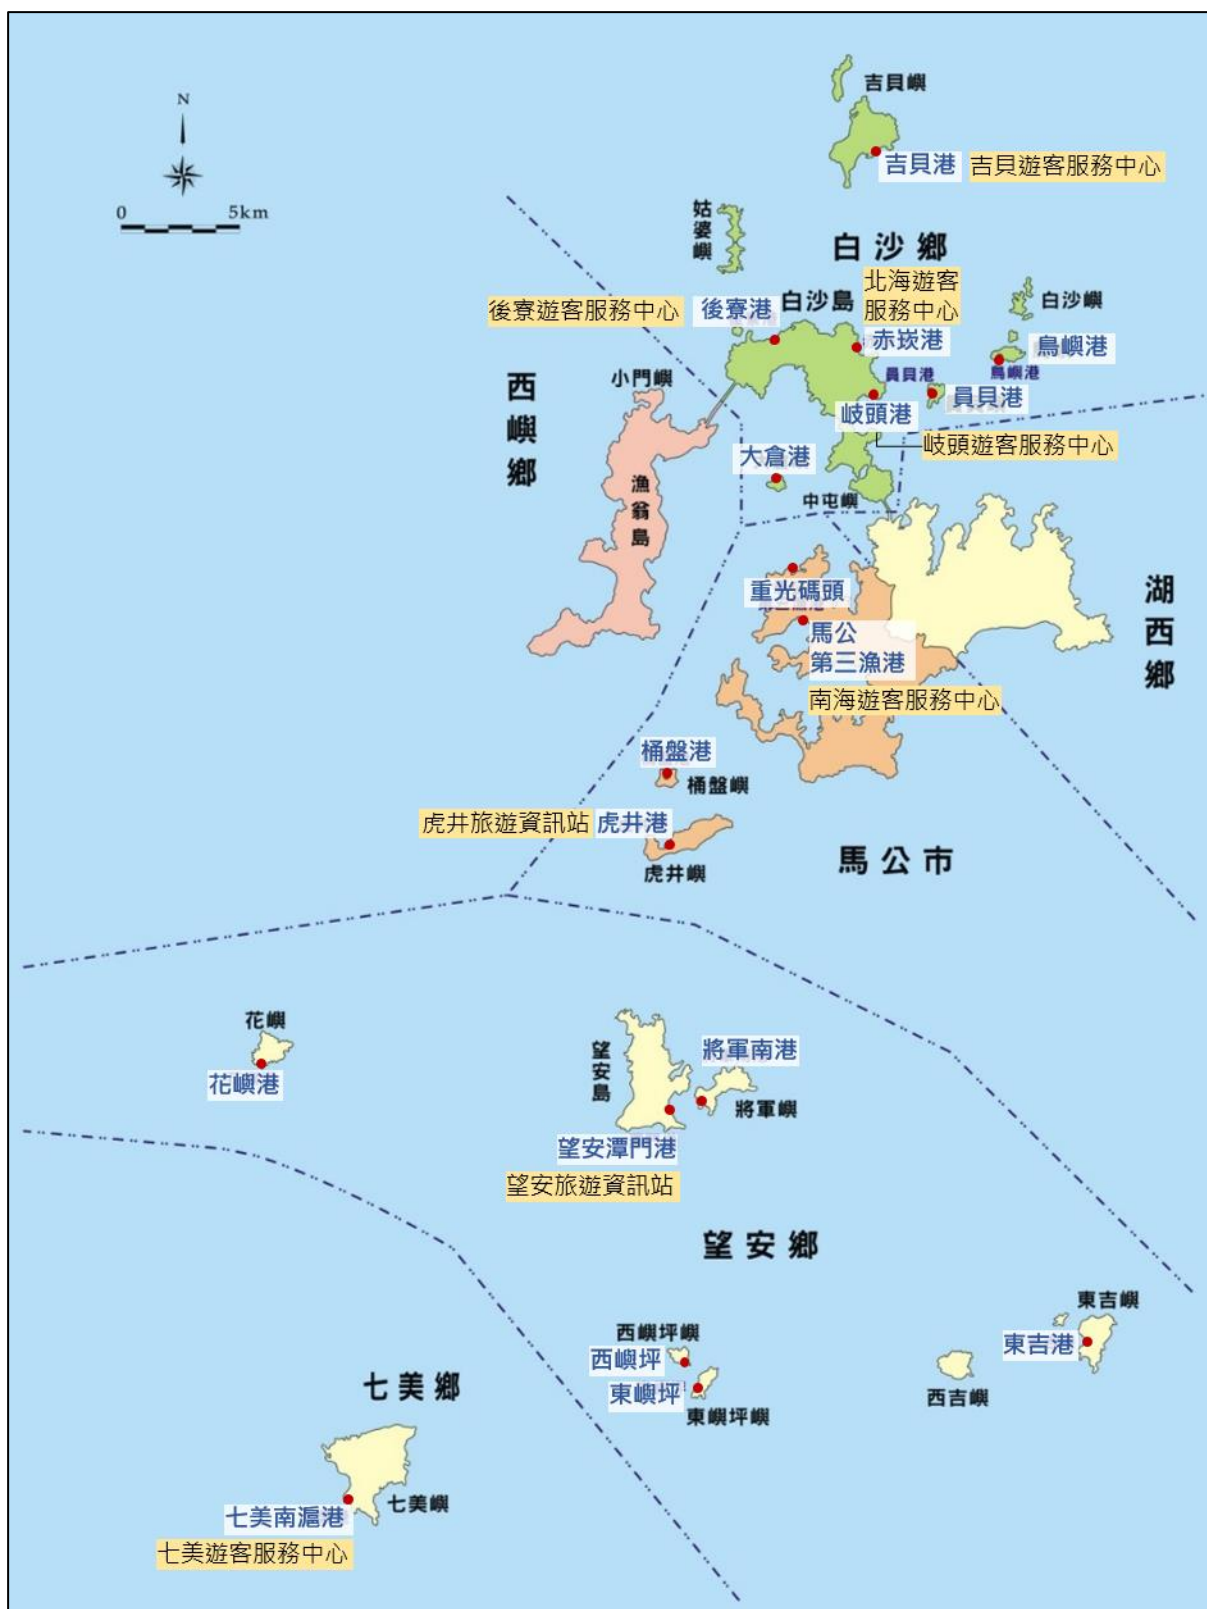 吉貝嶼
N
吉貝港
吉貝遊客服務中心
0 5km
姑婆嶼
白沙鄉
北海遊客
服務中心
白沙島
白沙嶼
後寮遊客服務中心
後寮港
赤崁港
鳥嶼港
鳥嶼港
員貝港
員貝港
小門嶼
西嶼鄉
岐頭港
岐頭遊客服務中心
大倉港
漁翁島
中屯嶼
重光碼頭
湖西鄉
馬公
第三漁港
南海遊客服務中心
桶盤港
桶盤嶼
虎井旅遊資訊站
虎井港
虎井嶼
馬公市
花嶼
花嶼港
望安島
將軍南港
將軍嶼
望安潭門港
望安旅遊資訊站
望安鄉
東吉嶼
東吉港
西吉嶼
西嶼坪嶼
西嶼坪
東嶼坪
東嶼坪嶼
七美鄉
七美嶼
七美南滬港
七美遊客服務中心